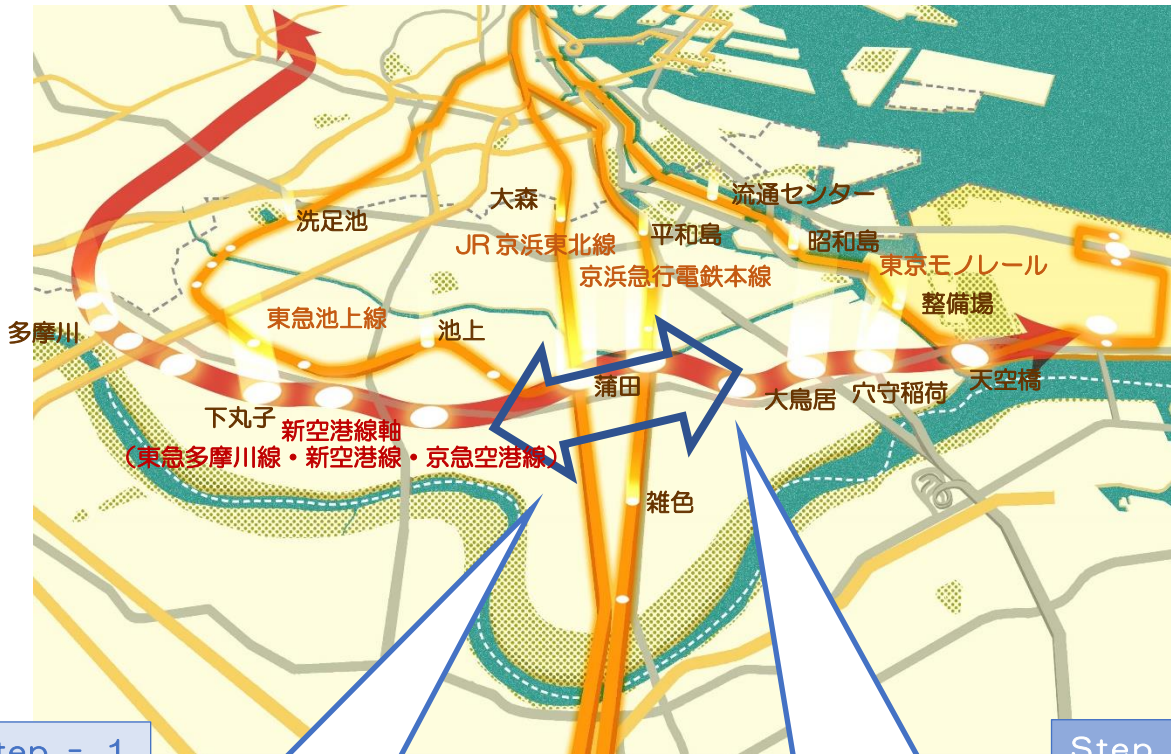 流通センター
大森
洗足池
平和島
昭和島
JR 京浜東北線
東京モノレール
京浜急行電鉄本線
整備場
東急池上線
池上
多摩川
天空橋
蒲田
穴守稲荷
大鳥居
下丸子
新空港線軸
（東急多摩川線・新空港線・京急空港線）
雑色
tep - 1
Step